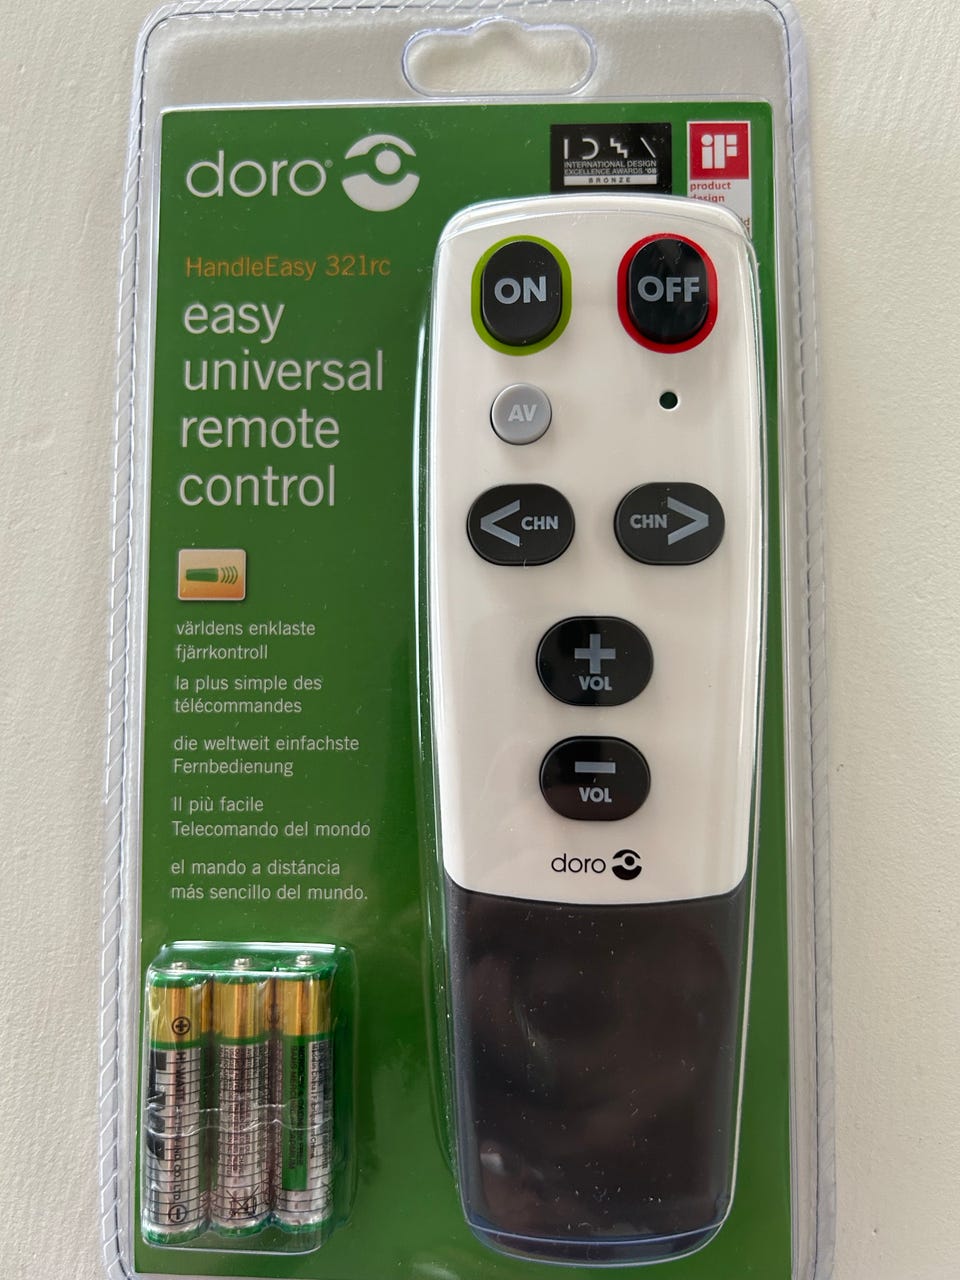 doro
INTERNATIONAL DESIGN
EXCELLENCE AWARDS '08
BRONZE
iF
product
design
HandleEasy 321rc
easy
universal
remote
control
ON
OFF
AV
< CHN
CHN >
+
VOL
−
VOL
doro
världens enklaste
fjärrkontroll
la plus simple des
télécommandes
die weltweit einfachste
Fernbedienung
Il più facile
Telecomando del mondo
el mando a distáncia
más sencillo del mundo.